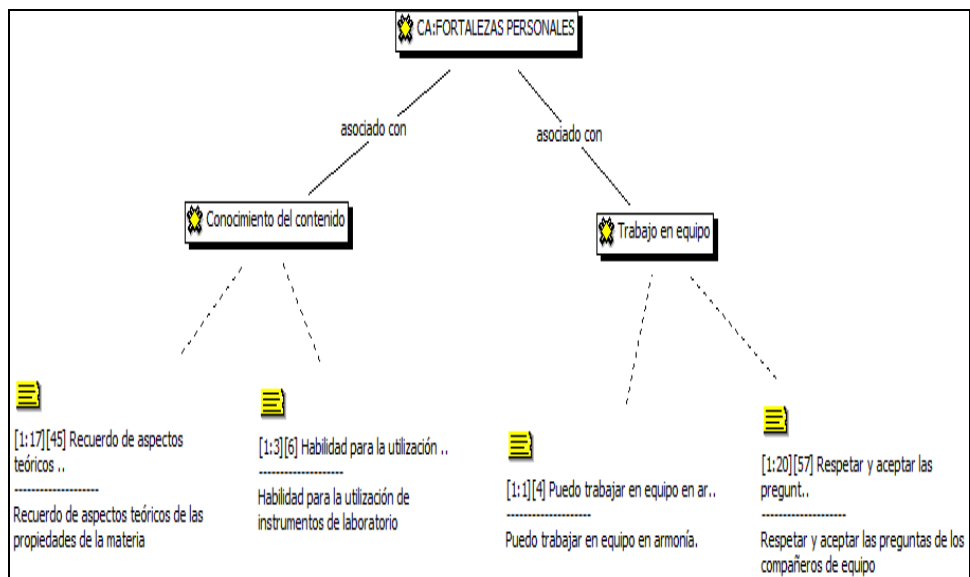 CA:FORTALEZAS PERSONALES
asociado con
asociado con
Conocimiento del contenido
Trabajo en equipo
[1:17][45] Recuerdo de aspectos
teóricos ..
--------------------
Recuerdo de aspectos teóricos de las
propiedades de la materia
[1:3][6] Habilidad para la utilización ..
--------------------
Habilidad para la utilización de
instrumentos de laboratorio
[1:1][4] Puedo trabajar en equipo en ar..
--------------------
Puedo trabajar en equipo en armonía.
[1:20][57] Respetar y aceptar las
pregunt..
--------------------
Respetar y aceptar las preguntas de los
compañeros de equipo